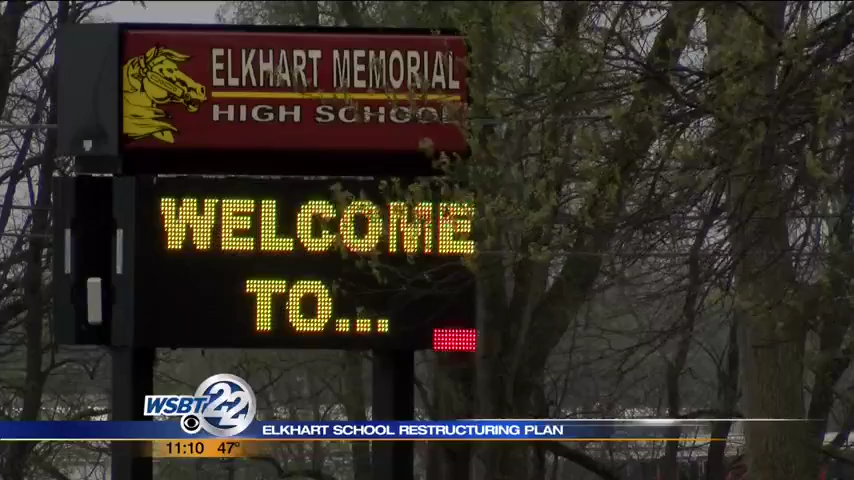 ELKHART MEMORIAL
HIGH SCHOOL
WELCOME
TO...
WSBT 22
ELKHART SCHOOL RESTRUCTURING PLAN
11:10 47°